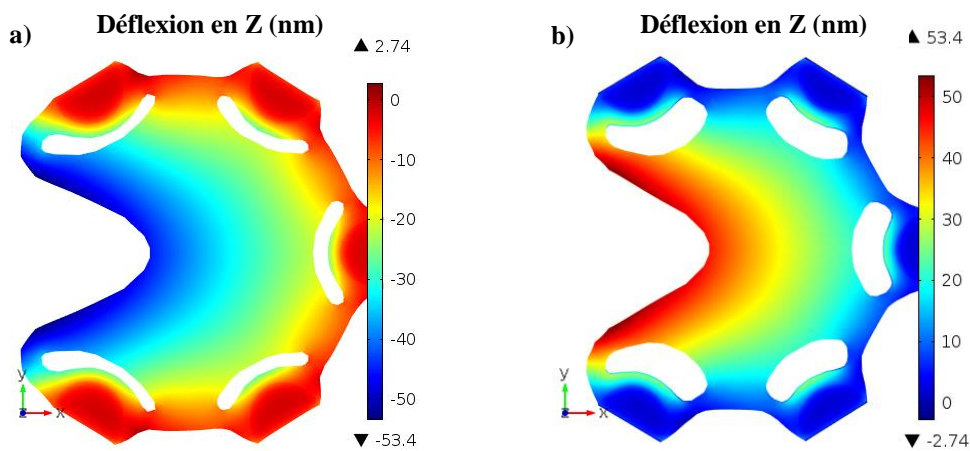 a)
Déflexion en Z (nm)
▲ 2.74
0
-10
-20
-30
-40
-50
▼ -53.4
y
z
x
b)
Déflexion en Z (nm)
▲ 53.4
50
40
30
20
10
0
▼ -2.74
y
z
x